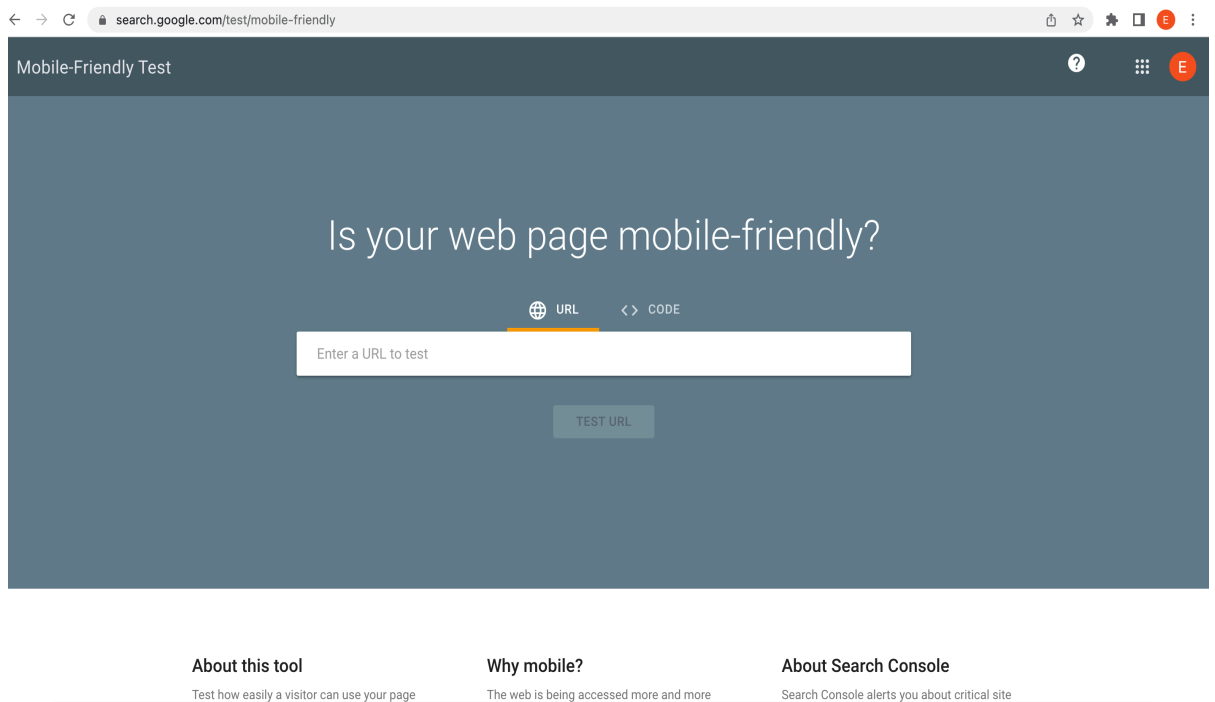 search.google.com/test/mobile-friendly
E
Mobile-Friendly Test
?
E
Is your web page mobile-friendly?
URL
<> CODE
Enter a URL to test
TEST URL
About this tool
Why mobile?
About Search Console
Test how easily a visitor can use your page
The web is being accessed more and more
Search Console alerts you about critical site